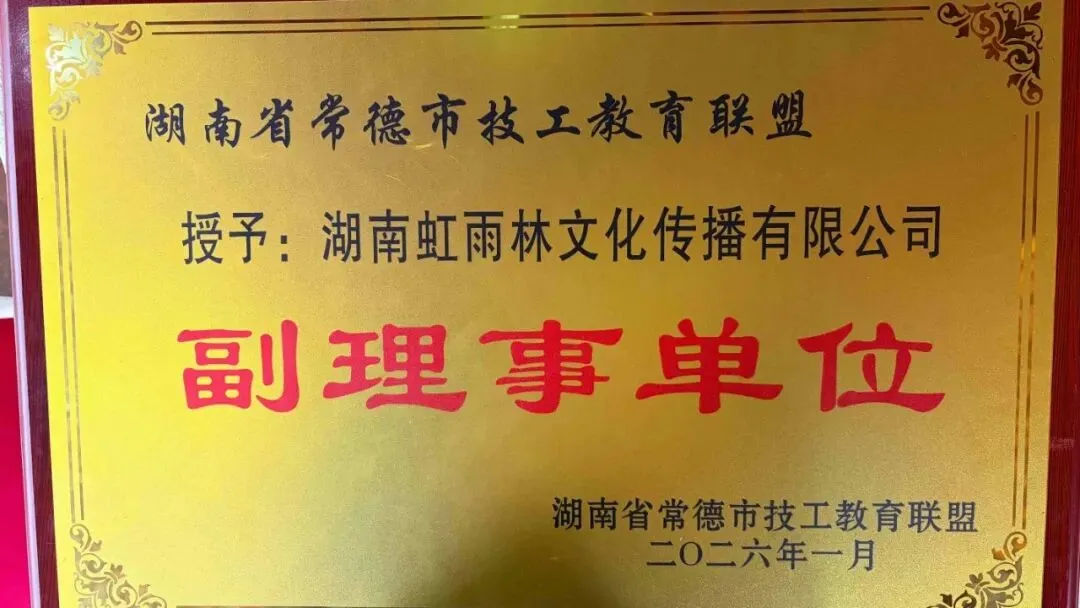 湖南省常德市技工教育联盟
授予：湖南虹雨林文化传播有限公司
副理事单位
湖南省常德市技工教育联盟
二〇二六年一月